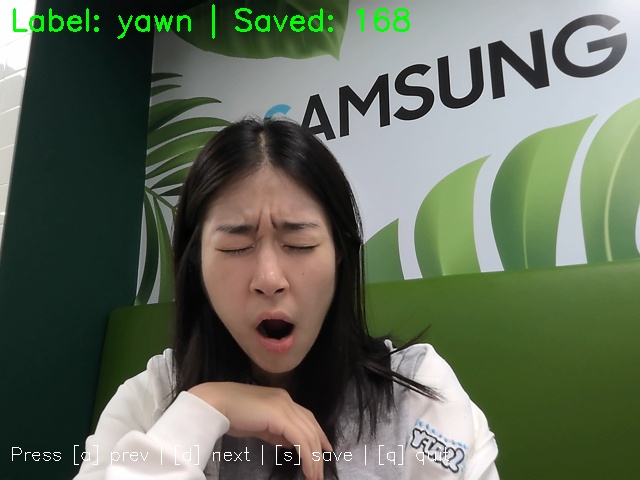 Label: yawn | Saved: 168
SAMSUNG
Press [a] prev | [d] next | [s] save | [q] quit